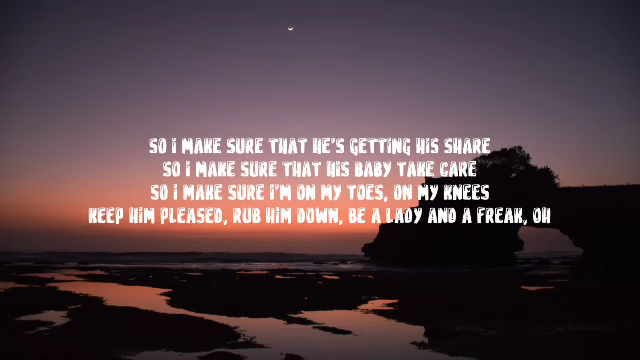 SO I MAKE SURE THAT HE'S GETTING HIS SHARE
SO I MAKE SURE THAT HIS BABY TAKE CARE
SO I MAKE SURE I'M ON MY TOES, ON MY KNEES
KEEP HIM PLEASED, RUB HIM DOWN, BE A LADY AND A FREAK, OH